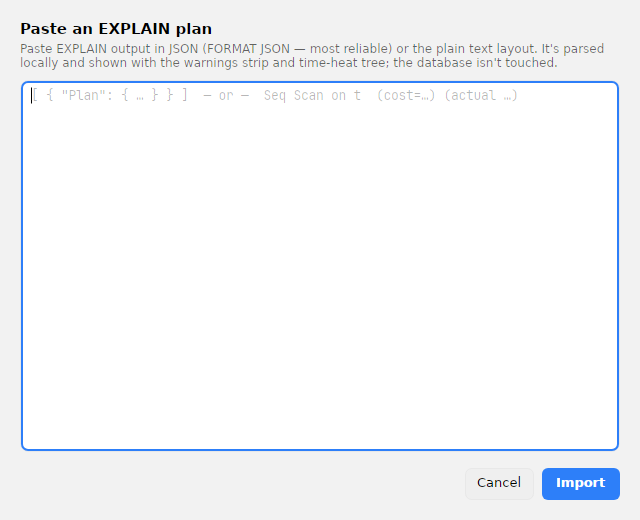 Paste an EXPLAIN plan
Paste EXPLAIN output in JSON (FORMAT JSON — most reliable) or the plain text layout. It's parsed
locally and shown with the warnings strip and time-heat tree; the database isn't touched.
[ { "Plan": { … } } ]  — or —  Seq Scan on t  (cost=…) (actual …)
Cancel
Import